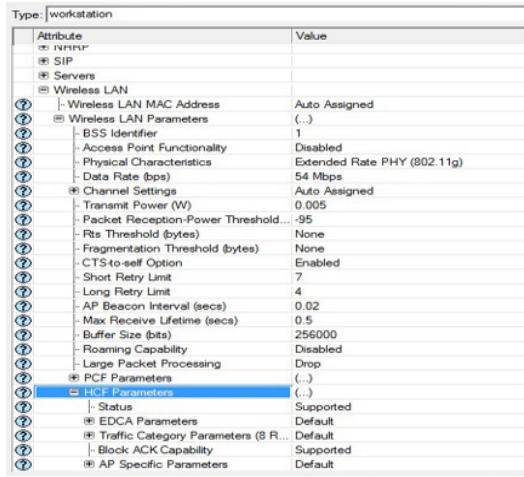 Type: workstation
Attribute Value
NHRP
SIP
Servers
Wireless LAN
Wireless LAN MAC Address Auto Assigned
Wireless LAN Parameters (...)
BSS Identifier 1
Access Point Functionality Disabled
Physical Characteristics Extended Rate PHY (802.11g)
Data Rate (bps) 54 Mbps
Channel Settings Auto Assigned
Transmit Power (W) 0.005
Packet Reception-Power Threshold... -95
Rts Threshold (bytes) None
Fragmentation Threshold (bytes) None
CTS-to-self Option Enabled
Short Retry Limit 7
Long Retry Limit 4
AP Beacon Interval (secs) 0.02
Max Receive Lifetime (secs) 0.5
Buffer Size (bits) 256000
Roaming Capability Disabled
Large Packet Processing Drop
PCF Parameters (...)
HCF Parameters (...)
Status Supported
EDCA Parameters Default
Traffic Category Parameters (8 R... Default
Block ACK Capability Supported
AP Specific Parameters Default